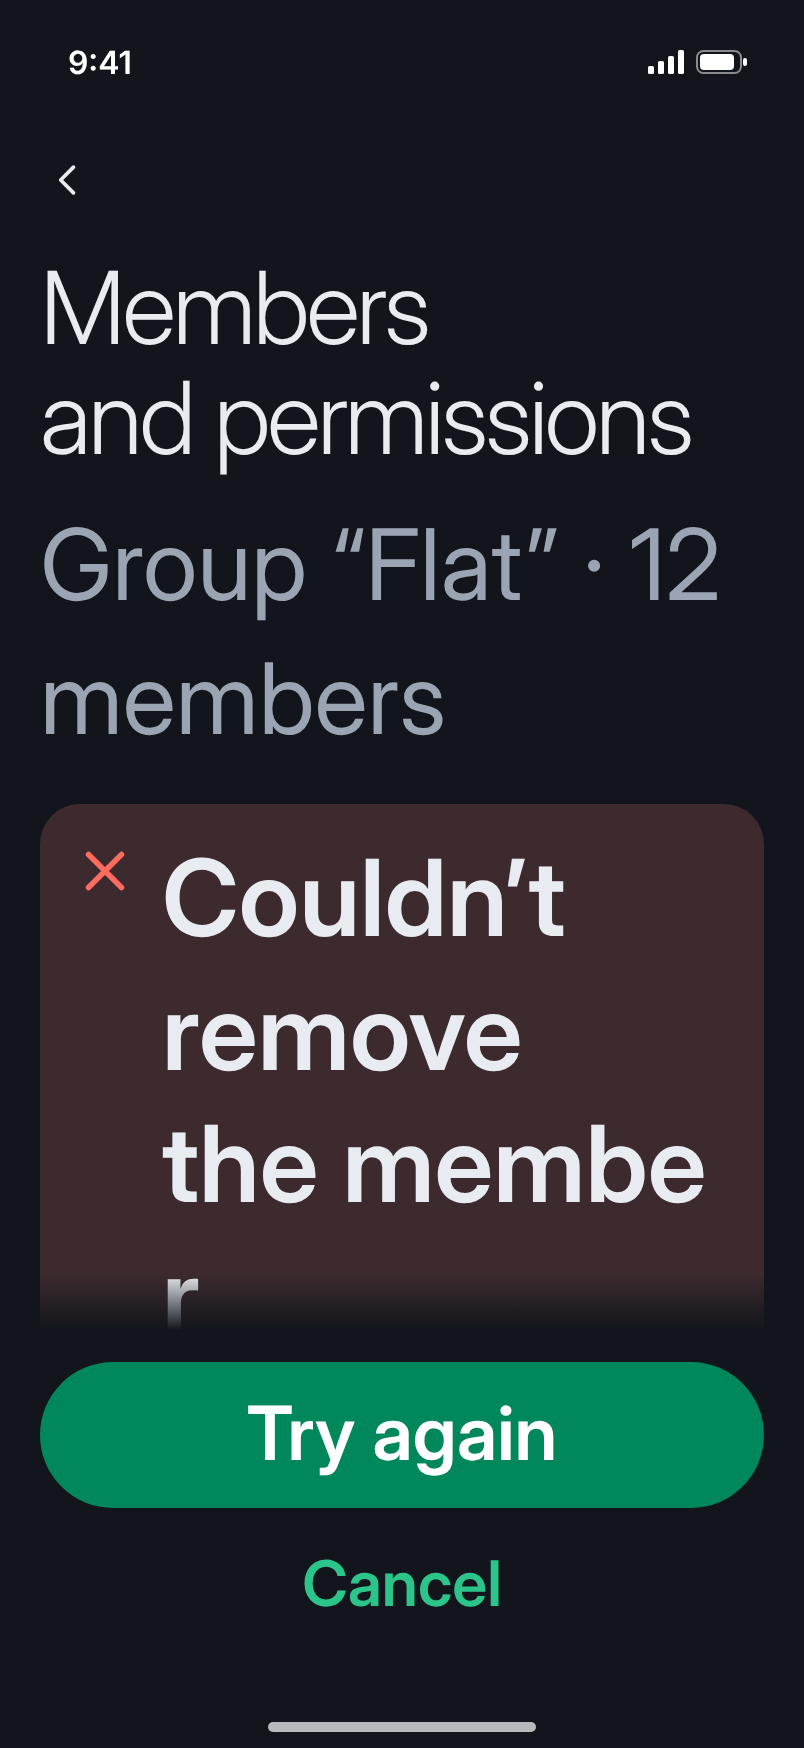 9:41
Members
and permissions
Group “Flat” · 12
members
Couldn’t
remove
the membe
r
Try again
Cancel